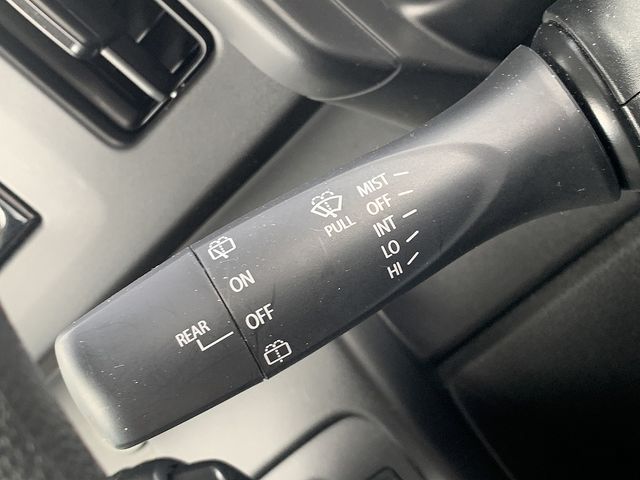 MIST
OFF
INT
LO
HI
PULL
ON
OFF
REAR